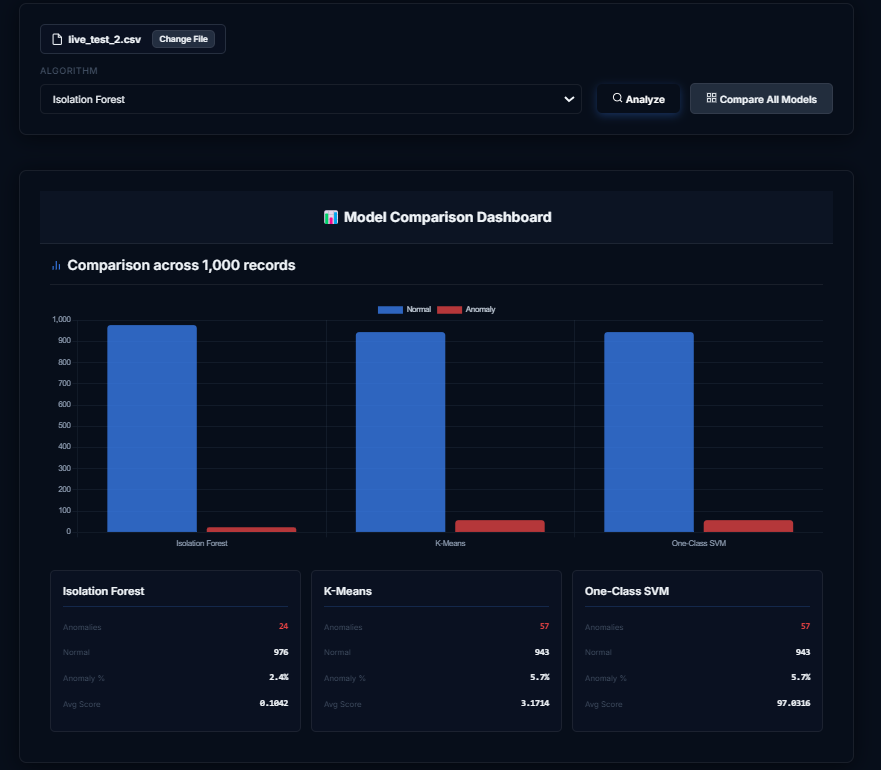 live_test_2.csv Change File
ALGORITHM
Isolation Forest Analyze Compare All Models
Model Comparison Dashboard
Comparison across 1,000 records
Normal Anomaly
1,000
900
800
700
600
500
400
300
200
100
0
Isolation Forest K-Means One-Class SVM
Isolation Forest
Anomalies 24
Normal 976
Anomaly % 2.4%
Avg Score 0.1042
K-Means
Anomalies 57
Normal 943
Anomaly % 5.7%
Avg Score 3.1714
One-Class SVM
Anomalies 57
Normal 943
Anomaly % 5.7%
Avg Score 97.0316